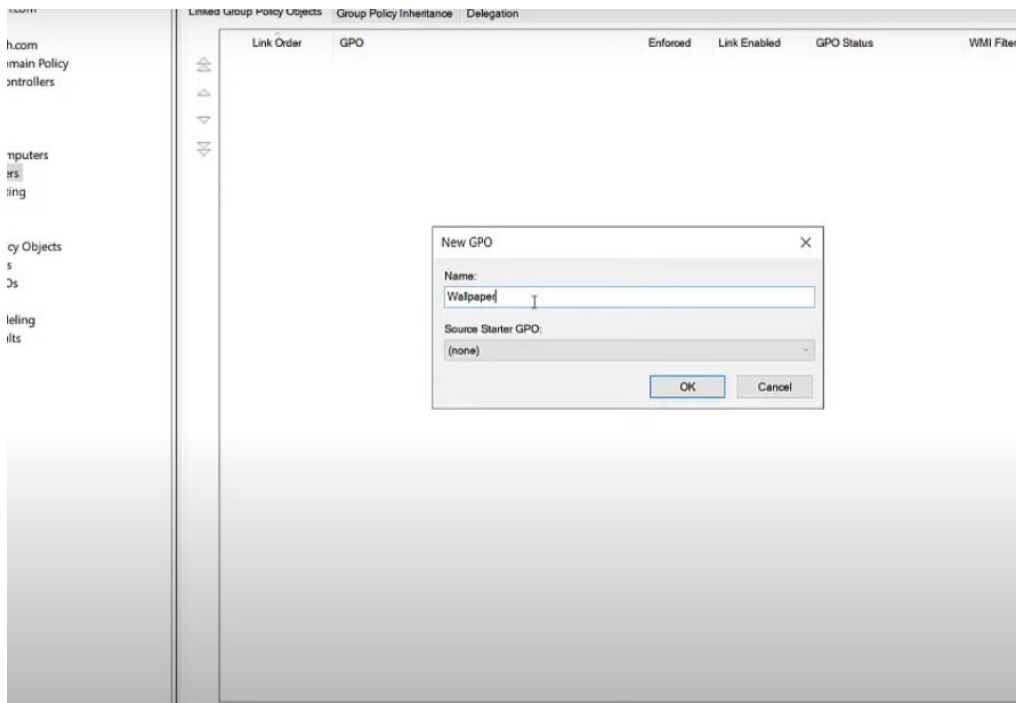 Linked Group Policy Objects Group Policy Inheritance Delegation
Link Order GPO Enforced Link Enabled GPO Status WMI Filter
h.com
main Policy
ontrollers
mputers
ers
ting
cy Objects
s
Os
leling
ults
New GPO
Name:
Wallpaper
Source Starter GPO:
(none)
OK Cancel